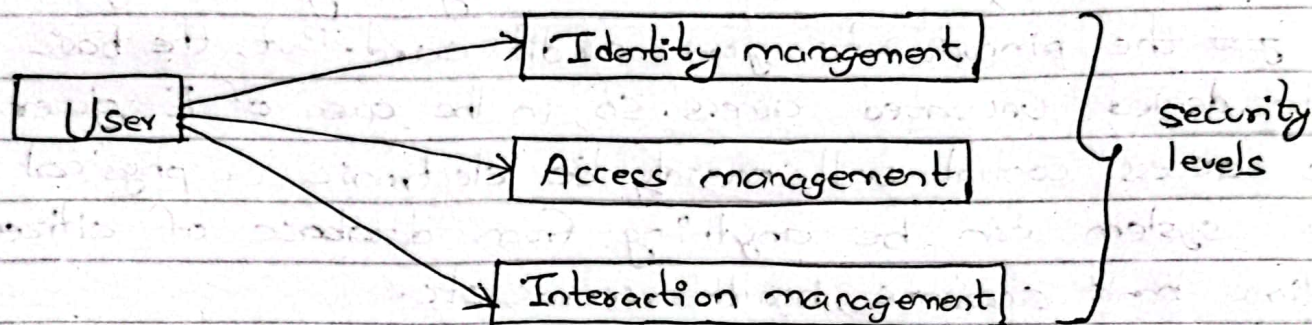 User
Identity management
Access management
Interaction management
security
levels